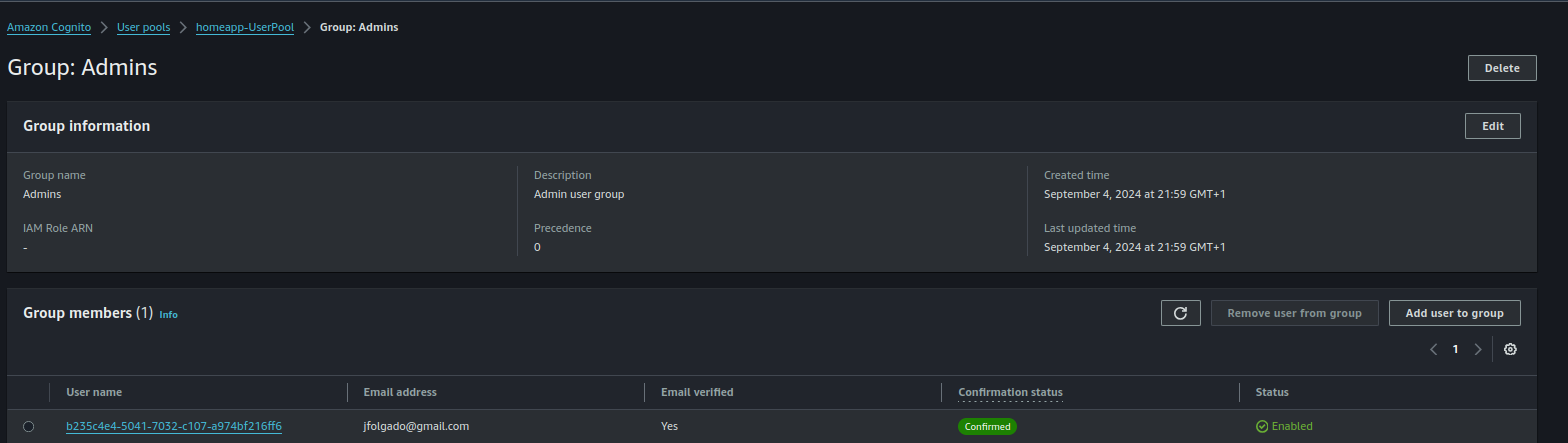 Amazon Cognito > User pools > homeapp-UserPool > Group: Admins
Group: Admins
Delete
Group information
Edit
Group name
Admins
Description
Admin user group
Created time
September 4, 2024 at 21:59 GMT+1
IAM Role ARN
-
Precedence
0
Last updated time
September 4, 2024 at 21:59 GMT+1
Group members (1) Info
Remove user from group
Add user to group
1
User name Email address Email verified Confirmation status Status
b235c4e4-5041-7032-c107-a974bf216ff6 jfolgado@gmail.com Yes Confirmed Enabled